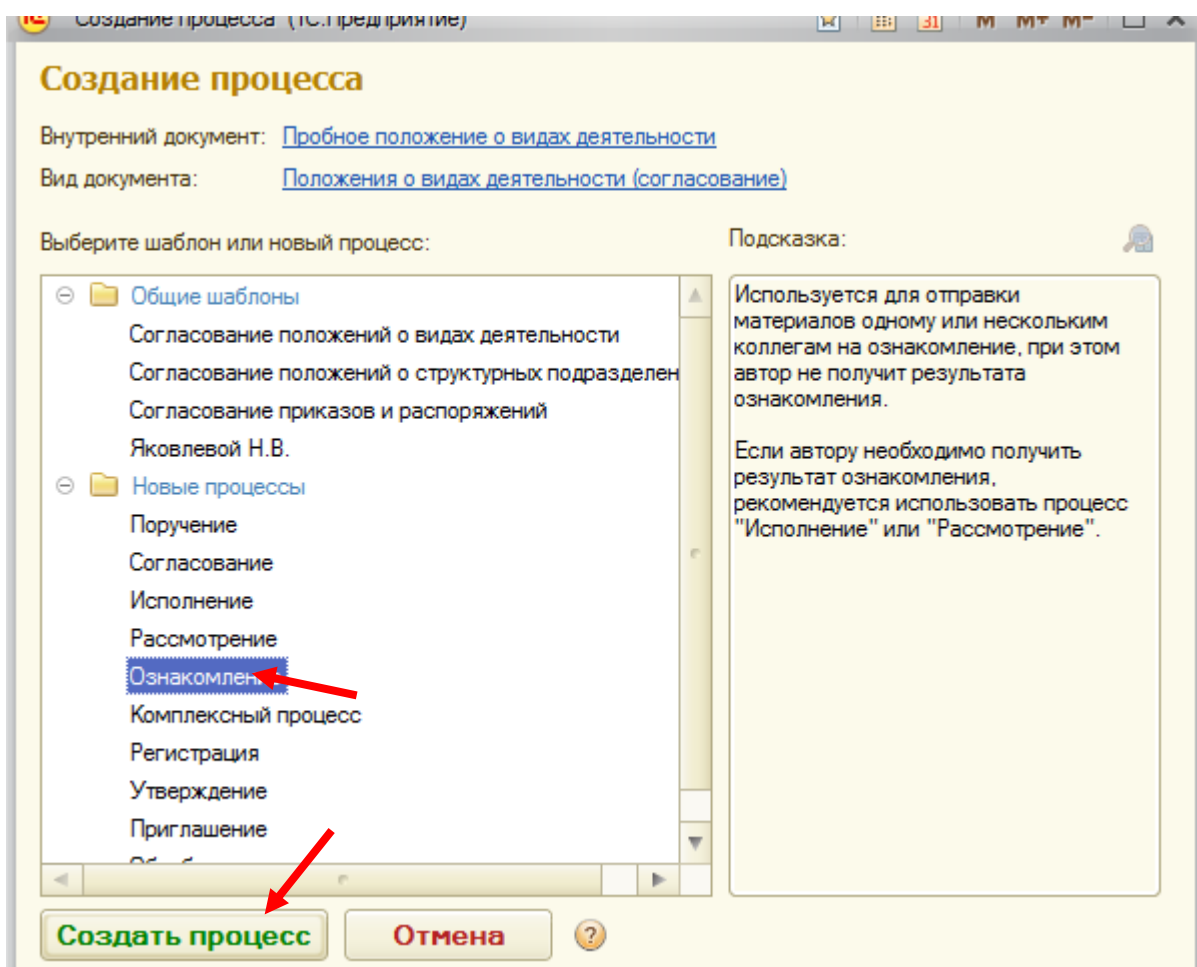 Создание процесса (1С:Предприятие)
31 M M+ M-
Создание процесса
Внутренний документ: Пробное положение о видах деятельности
Вид документа: Положения о видах деятельности (согласование)
Выберите шаблон или новый процесс:
Подсказка:
Общие шаблоны
Согласование положений о видах деятельности
Согласование положений о структурных подразделен
Согласование приказов и распоряжений
Яковлевой Н.В.
Новые процессы
Поручение
Согласование
Исполнение
Рассмотрение
Ознакомление
Комплексный процесс
Регистрация
Утверждение
Приглашение
Используется для отправки
материалов одному или нескольким
коллегам на ознакомление, при этом
автор не получит результата
ознакомления.
Если автору необходимо получить
результат ознакомления,
рекомендуется использовать процесс
"Исполнение" или "Рассмотрение".
Создать процесс
Отмена
?